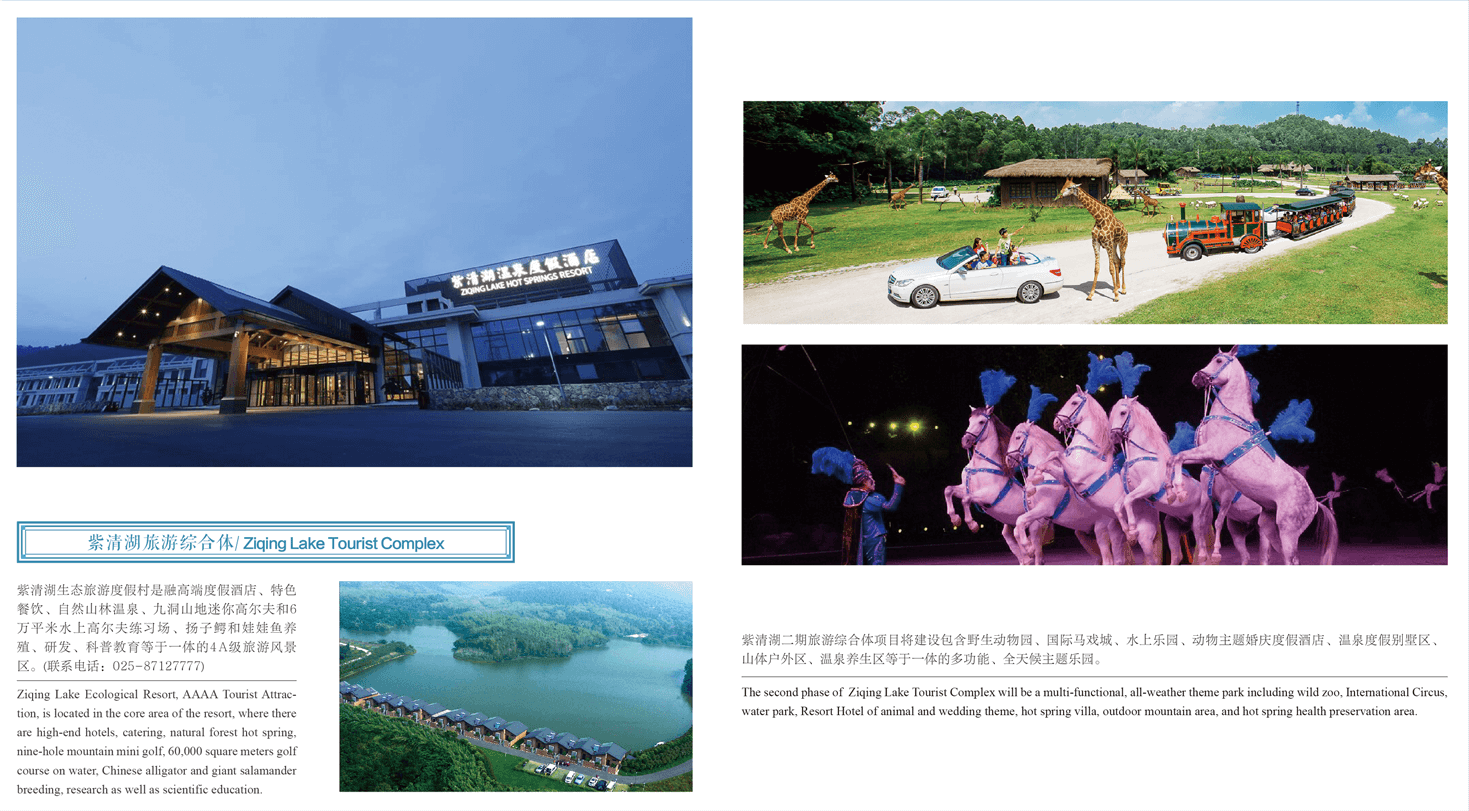 紫清湖温泉度假酒店
ZIQING LAKE HOT SPRINGS RESORT
紫清湖旅游综合体/ Ziqing Lake Tourist Complex
紫清湖生态旅游度假村是融高端度假酒店、特色
餐饮、自然山林温泉、九洞山地迷你高尔夫和6
万平米水上高尔夫练习场、扬子鳄和娃娃鱼养
殖、研发、科普教育等于一体的4A级旅游风景
区。(联系电话：025-87127777)
Ziqing Lake Ecological Resort, AAAA Tourist Attrac-
tion, is located in the core area of the resort, where there
are high-end hotels, catering, natural forest hot spring,
nine-hole mountain mini golf, 60,000 square meters golf
course on water, Chinese alligator and giant salamander
breeding, research as well as scientific education.
紫清湖二期旅游综合体项目将建设包含野生动物园、国际马戏城、水上乐园、动物主题婚庆度假酒店、温泉度假别墅区、
山体户外区、温泉养生区等于一体的多功能、全天候主题乐园。
The second phase of Ziqing Lake Tourist Complex will be a multi-functional, all-weather theme park including wild zoo, International Circus,
water park, Resort Hotel of animal and wedding theme, hot spring villa, outdoor mountain area, and hot spring health preservation area.